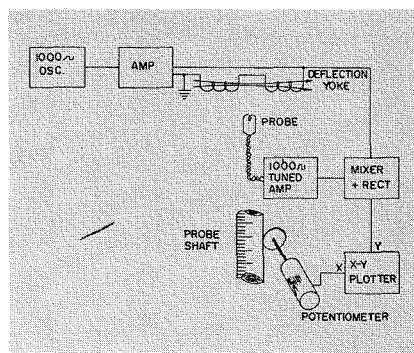 1000~
OSC.
AMP
DEFLECTION
YOKE
PROBE
1000~
TUNED
AMP
MIXER
+ RECT
PROBE
SHAFT
Y
X
X-Y
PLOTTER
POTENTIOMETER